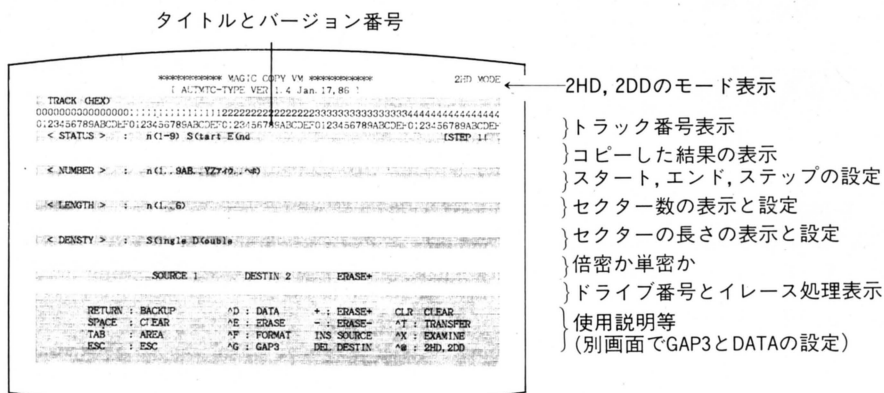 タイトルとバージョン番号
*********** MAGIC COPY VM ***********
2HD MODE
[ AUTMTC-TYPE VER 1.4 Jan.17,86 ]
2HD, 2DDのモード表示
TRACK (HEX)
000000000000000011111111111111112222222222222222333333333333333344444444444444
0123456789ABCDEF0123456789ABCDEF0123456789ABCDEF0123456789ABCDEF0123456789ABCDEF
}トラック番号表示
< STATUS > : n(1-9) S(tart E(nd [STEP 1]
}コピーした結果の表示
}スタート, エンド, ステップの設定
< NUMBER > : n(1..9AB..YZアイウ..
}セクター数の表示と設定
< LENGTH > : n(1..6)
}セクターの長さの表示と設定
< DENSTY > : S(ingle D(ouble
}倍密か単密か
SOURCE 1 DESTIN 2 ERASE+
}ドライブ番号とイレース処理表示
RETURN : BACKUP ^D : DATA + : ERASE+ CLR : CLEAR
SPACE : CLEAR ^E : ERASE - : ERASE- ^T : TRANSFER
TAB : AREA ^F : FORMAT INS SOURCE ^X : EXAMINE
ESC : ESC ^G : GAP3 DEL DESTIN ^@ : 2HD,2DD
}使用説明等
(別画面でGAP3とDATAの設定)